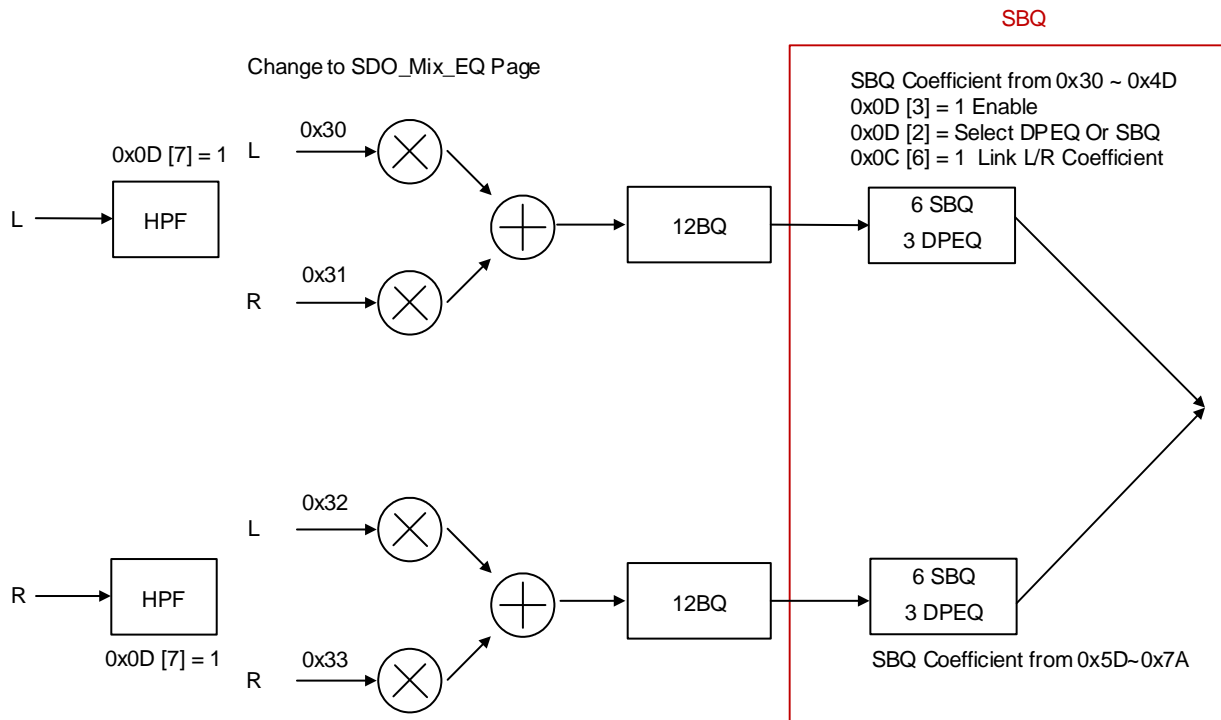 SBQ
Change to SDO_Mix_EQ Page
SBQ Coefficient from 0x30 ~ 0x4D
0x0D [3] = 1 Enable
0x0D [2] = Select DPEQ Or SBQ
0x0C [6] = 1 Link L/R Coefficient
0x0D [7] = 1
L
HPF
L
0x30
R
0x31
12BQ
6 SBQ
3 DPEQ
R
HPF
0x0D [7] = 1
L
0x32
R
0x33
12BQ
6 SBQ
3 DPEQ
SBQ Coefficient from 0x5D~0x7A